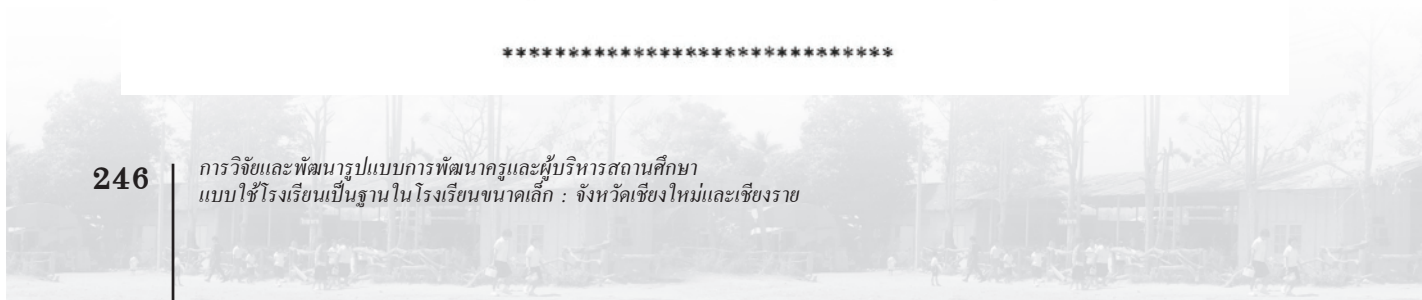 ******************************
246
การวิจัยและพัฒนารูปแบบการพัฒนาครูและผู้บริหารสถานศึกษา
แบบใช้โรงเรียนเป็นฐานในโรงเรียนขนาดเล็ก : จังหวัดเชียงใหม่และเชียงราย